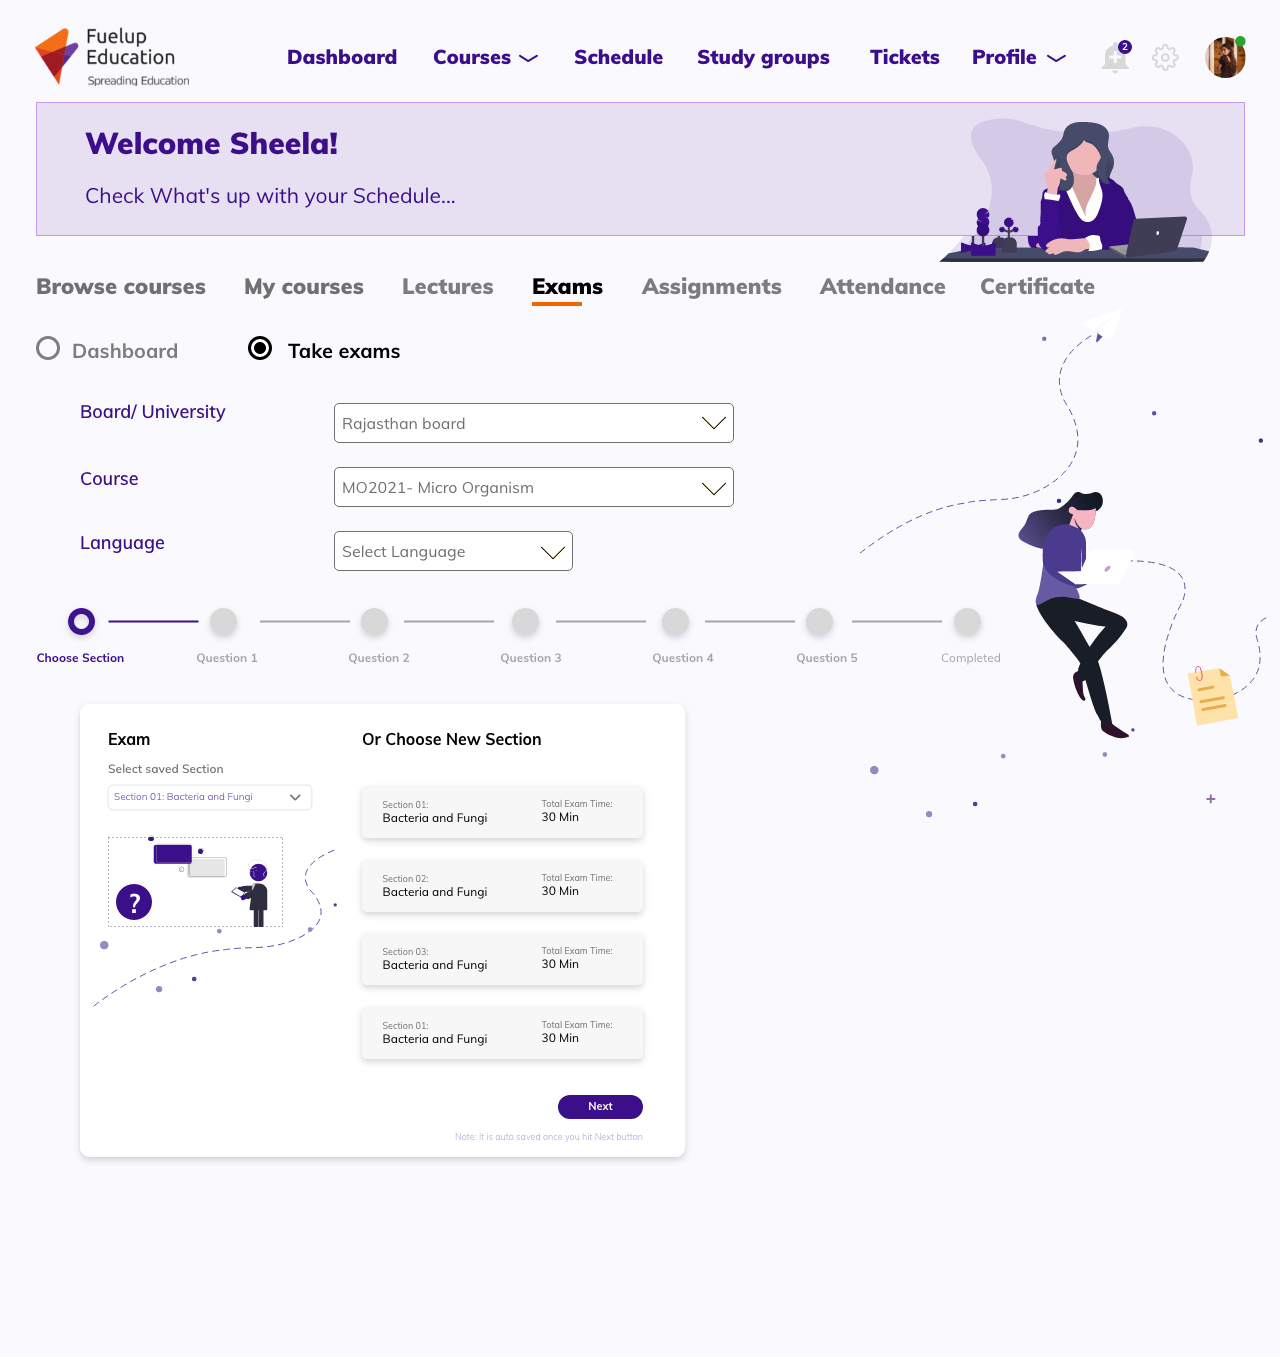 Fuelup
Education
Spreading Education
Dashboard Courses Schedule Study groups Tickets Profile 2
Welcome Sheela!
Check What's up with your Schedule...
Browse courses My courses Lectures Exams Assignments Attendance Certificate
Dashboard Take exams
Board/ University Rajasthan board
Course MO2021- Micro Organism
Language Select Language
Choose Section Question 1 Question 2 Question 3 Question 4 Question 5 Completed
Exam
Select saved Section
Section 01: Bacteria and Fungi
?
Or Choose New Section
Section 01: Total Exam Time:
Bacteria and Fungi 30 Min
Section 02: Total Exam Time:
Bacteria and Fungi 30 Min
Section 03: Total Exam Time:
Bacteria and Fungi 30 Min
Section 01: Total Exam Time:
Bacteria and Fungi 30 Min
Next
Note: It is auto saved once you hit Next button